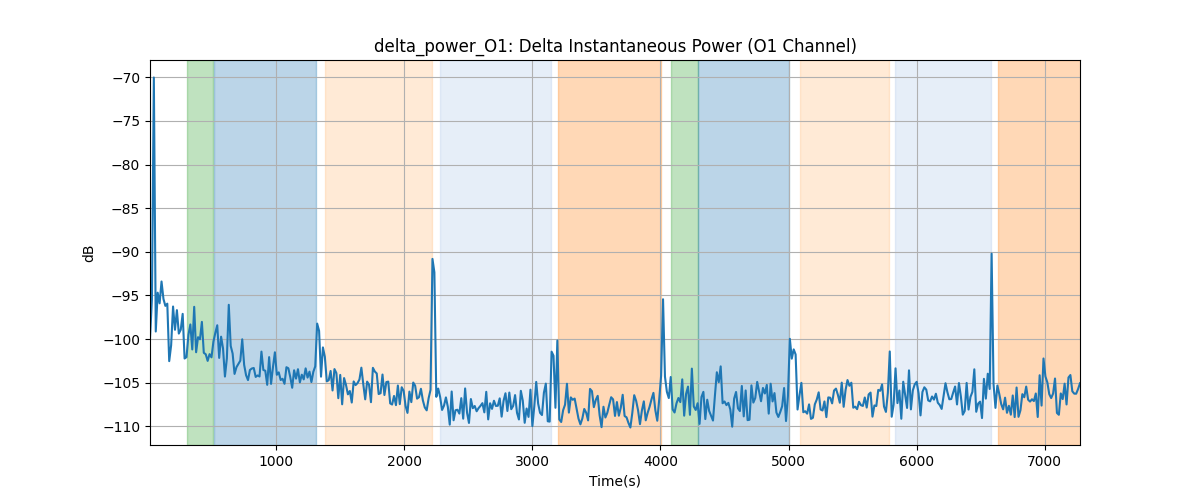 delta_power_O1: Delta Instantaneous Power (O1 Channel)
−70
−75
−80
−85
−90
−95
−100
−105
−110
dB
1000 2000 3000 4000 5000 6000 7000
Time(s)